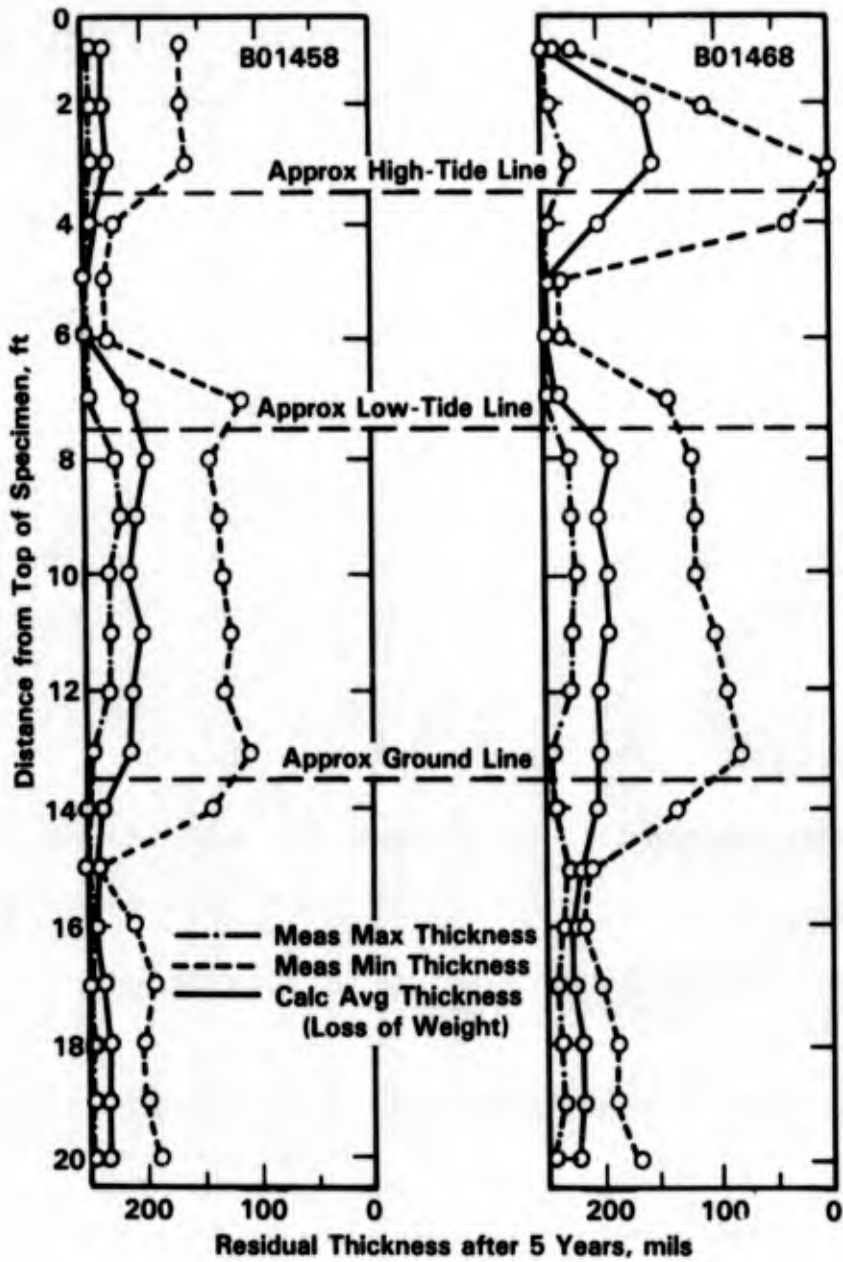 0
2
4
6
8
10
12
14
16
18
20
Distance from Top of Specimen, ft
B01458
B01468
Approx High-Tide Line
Approx Low-Tide Line
Approx Ground Line
Meas Max Thickness
Meas Min Thickness
Calc Avg Thickness
(Loss of Weight)
200 100 0
200 100 0
Residual Thickness after 5 Years, mils